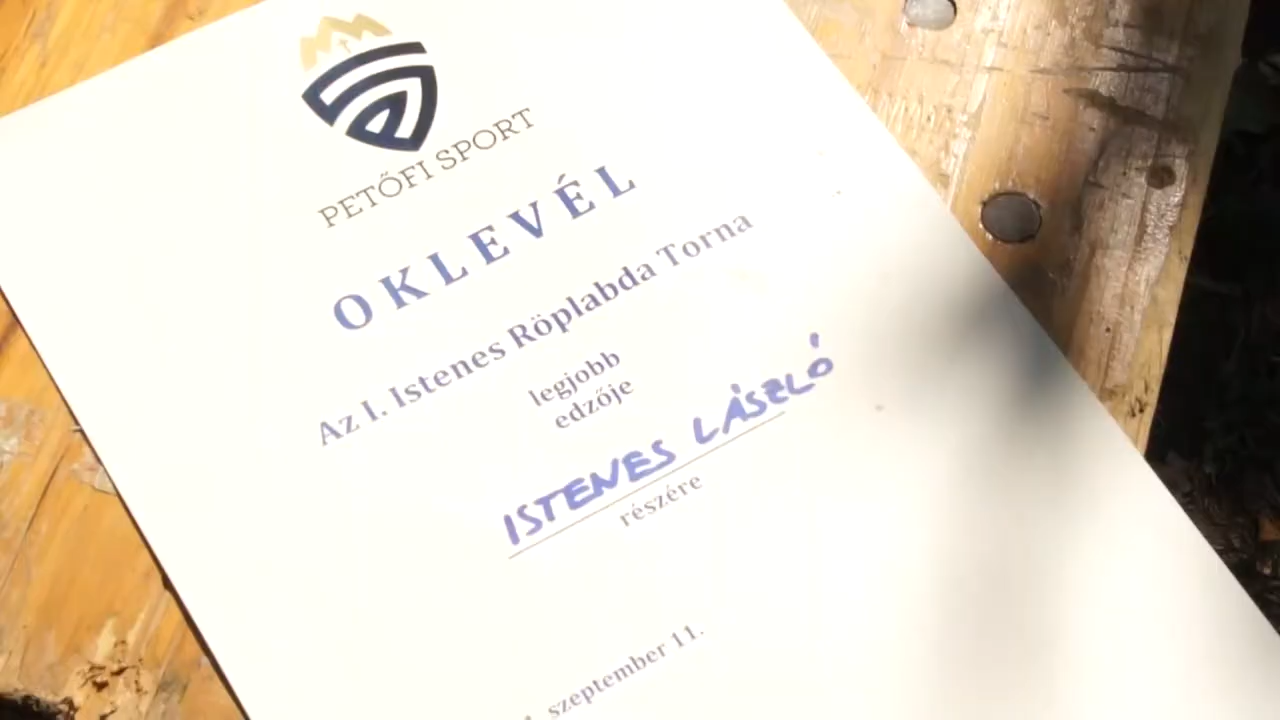 PETŐFI SPORT
OKLEVÉL
Az I. Istenes Röplabda Torna
legjobb
edzője
ISTENES LÁSZLÓ
részére
szeptember 11.